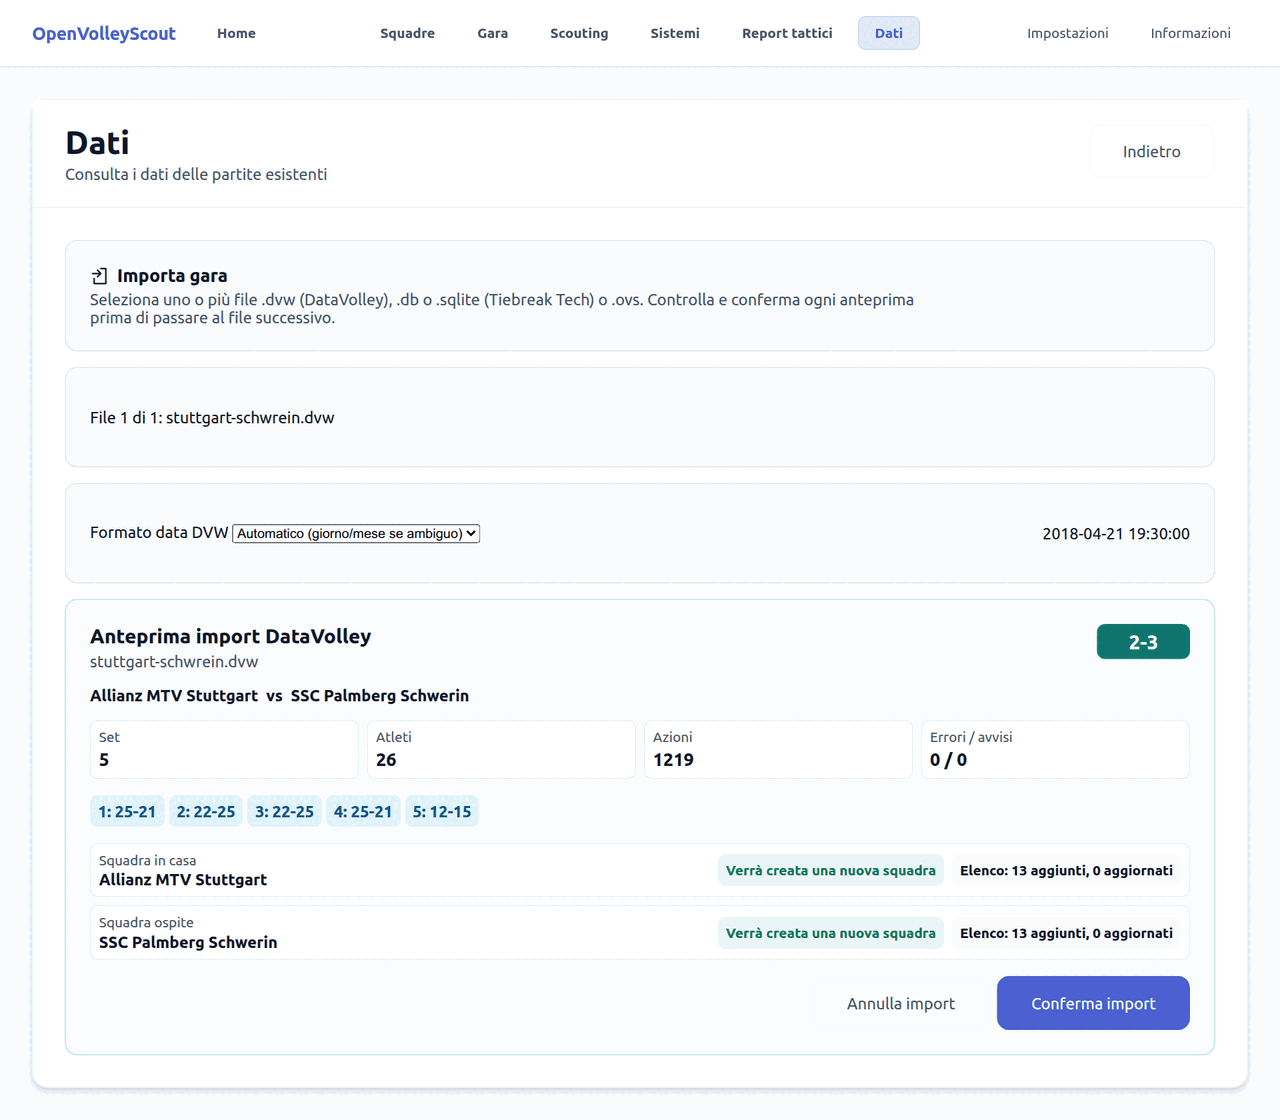 OpenVolleyScout Home Squadre Gara Scouting Sistemi Report tattici Dati Impostazioni Informazioni
Dati
Consulta i dati delle partite esistenti
Indietro
Importa gara
Seleziona uno o più file .dvw (DataVolley), .db o .sqlite (Tiebreak Tech) o .ovs. Controlla e conferma ogni anteprima
prima di passare al file successivo.
File 1 di 1: stuttgart-schwrein.dvw
Formato data DVW Automatico (giorno/mese se ambiguo) 2018-04-21 19:30:00
Anteprima import DataVolley
2-3
stuttgart-schwrein.dvw
Allianz MTV Stuttgart vs SSC Palmberg Schwerin
Set
5
Atleti
26
Azioni
1219
Errori / avvisi
0 / 0
1: 25-21 2: 22-25 3: 22-25 4: 25-21 5: 12-15
Squadra in casa
Allianz MTV Stuttgart
Verrà creata una nuova squadra Elenco: 13 aggiunti, 0 aggiornati
Squadra ospite
SSC Palmberg Schwerin
Verrà creata una nuova squadra Elenco: 13 aggiunti, 0 aggiornati
Annulla import Conferma import